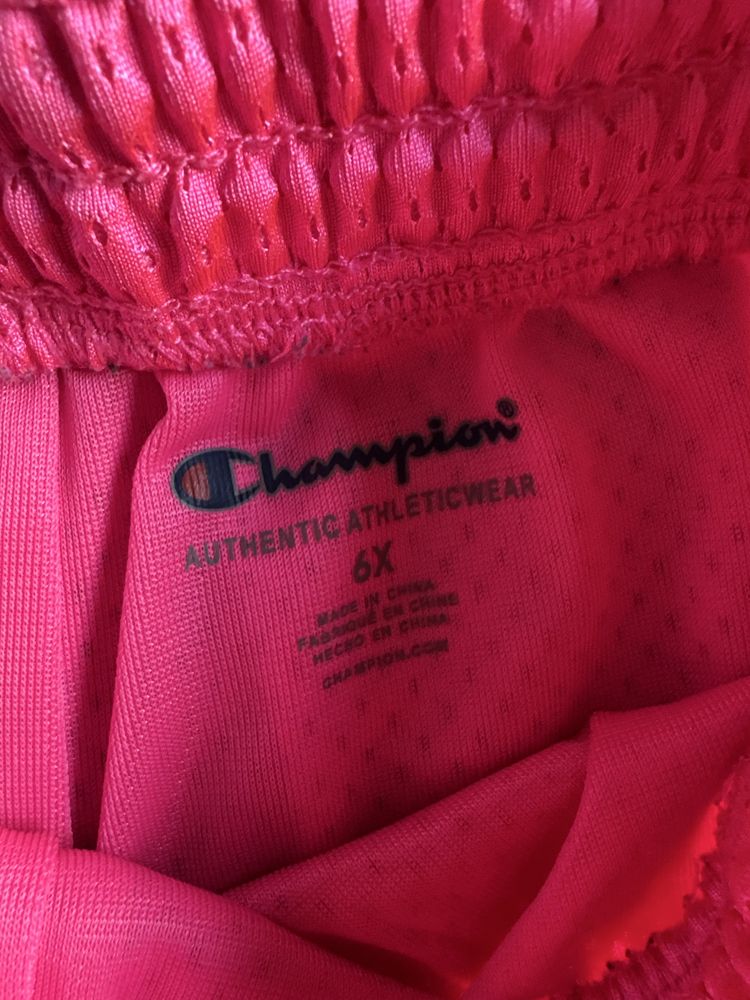 Champion®
AUTHENTIC ATHLETICWEAR
6X
MADE IN CHINA
FABRIQUÉ EN CHINE
HECHO EN CHINA
CHAMPION.COM